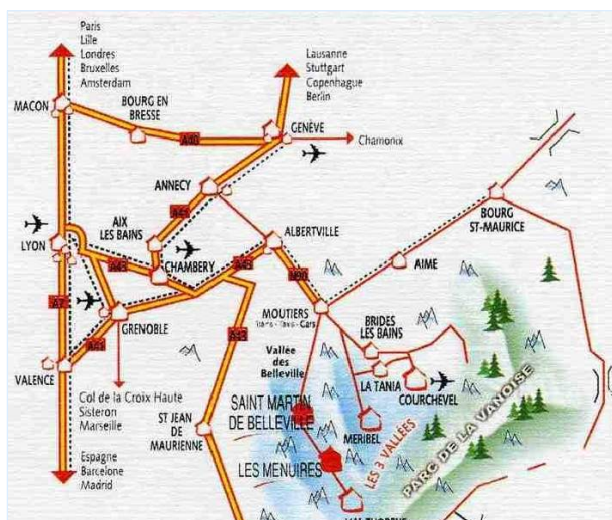 Paris
Lille
Londres
Bruxelles
Amsterdam
Lausanne
Stuttgart
Copenhague
Berlin
MACON
BOURG EN
BRESSE
GENÈVE
A40
Chamonix
ANNECY
A41
BOURG
ST-MAURICE
LYON
AIX
LES BAINS
ALBERTVILLE
A43
CHAMBERY
A43
N90
AIME
A7
GRENOBLE
A43
MOUTIERS
BRIDES
LES BAINS
VALENCE
Vallée
des
Belleville
LA TANIA
COURCHEVEL
Col de la Croix Haute
Sisteron
Marseille
ST JEAN
DE
MAURIENNE
SAINT MARTIN
DE BELLEVILLE
MERIBEL
LES 3 VALLÉES
PARC DE LA VANOISE
Espagne
Barcelone
Madrid
LES MENUIRES